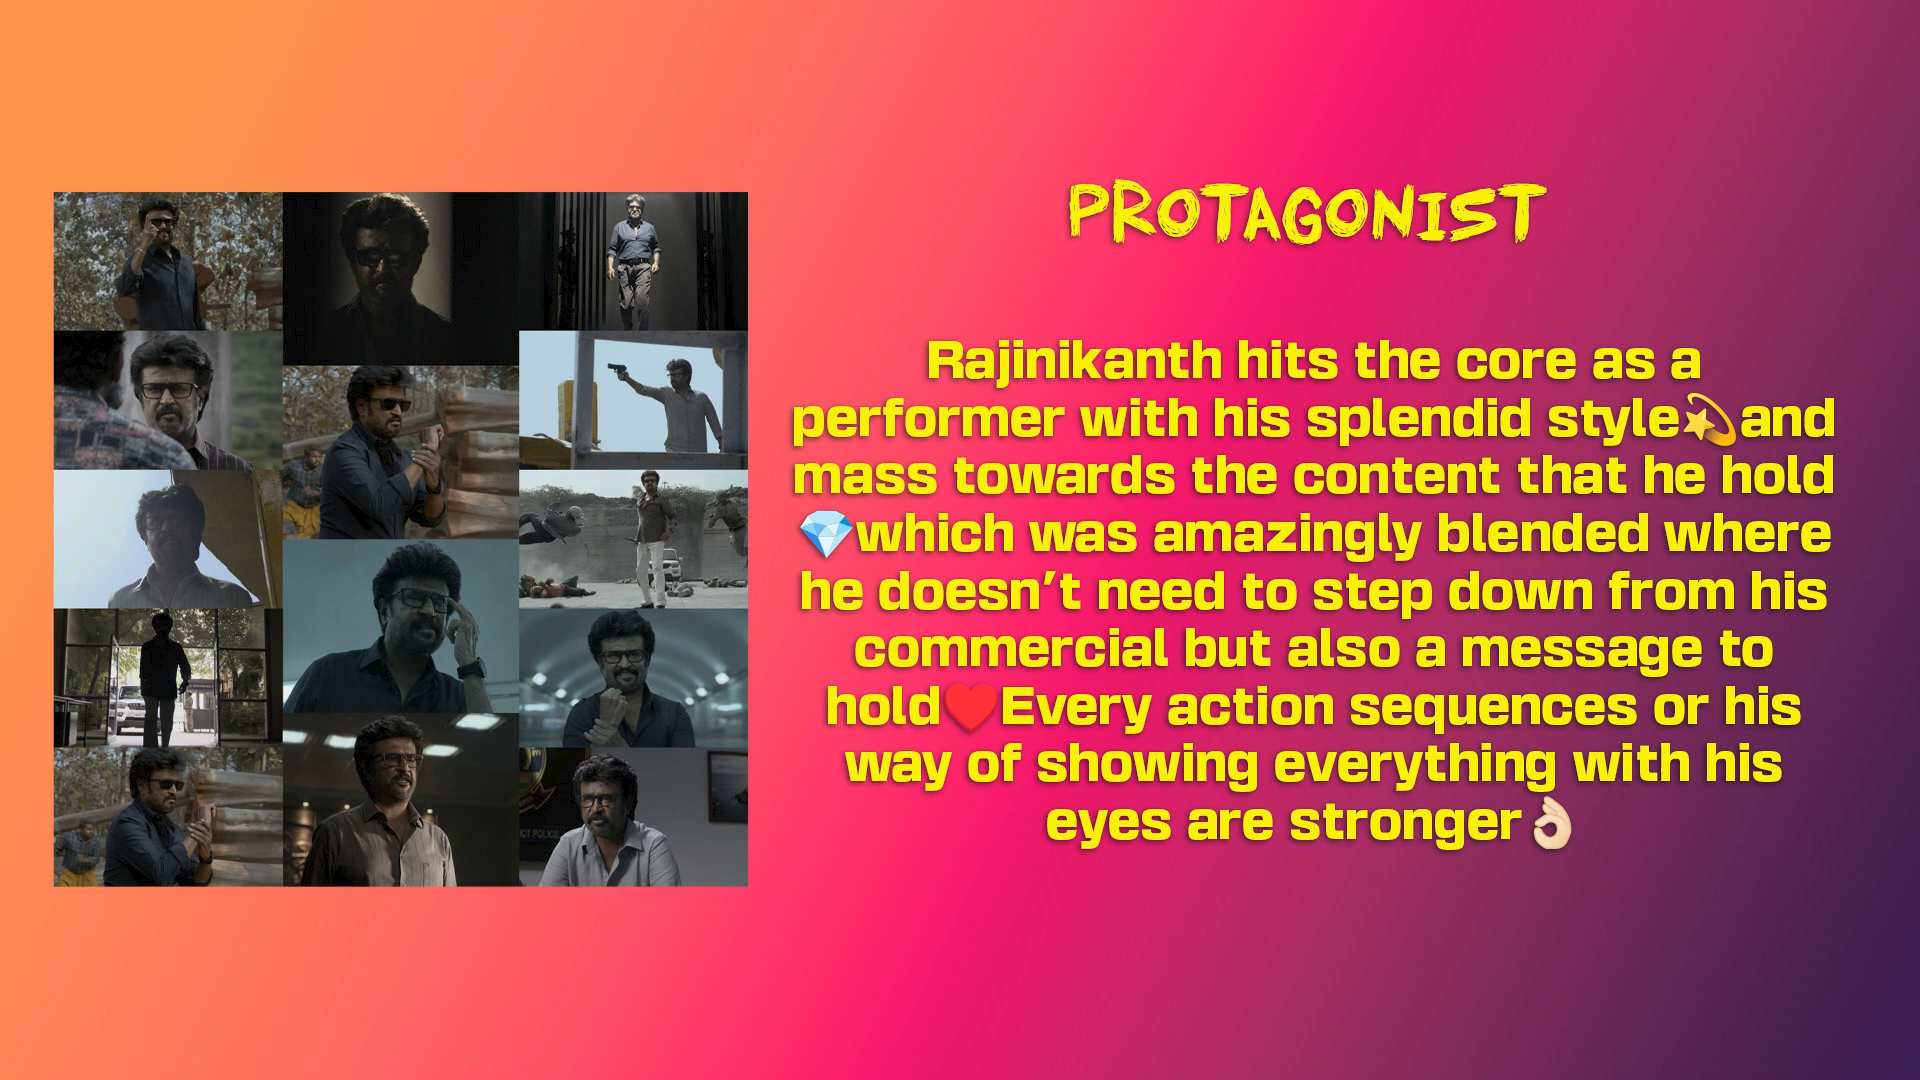 PROTAGONIST
Rajinikanth hits the core as a
performer with his splendid style💫and
mass towards the content that he hold
💎which was amazingly blended where
he doesn’t need to step down from his
commercial but also a message to
hold♥️Every action sequences or his
way of showing everything with his
eyes are stronger👌🏻
ICT POLICE